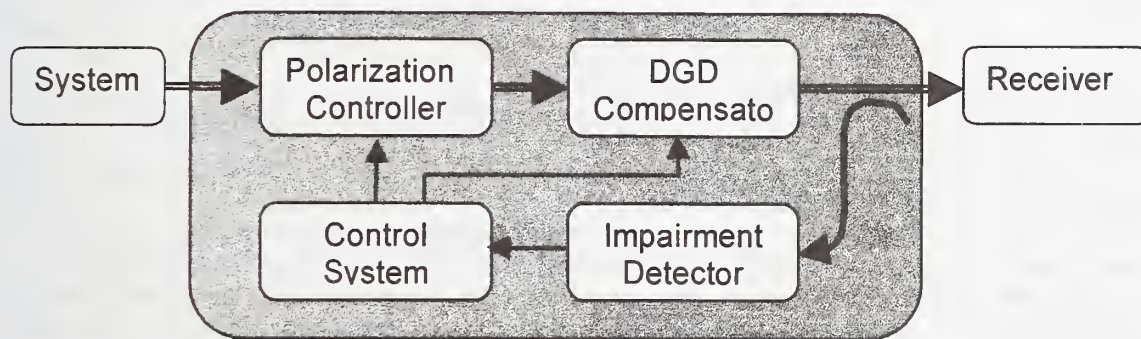 System
Polarization
Controller
DGD
Compensato
Receiver
Control
System
Impairment
Detector